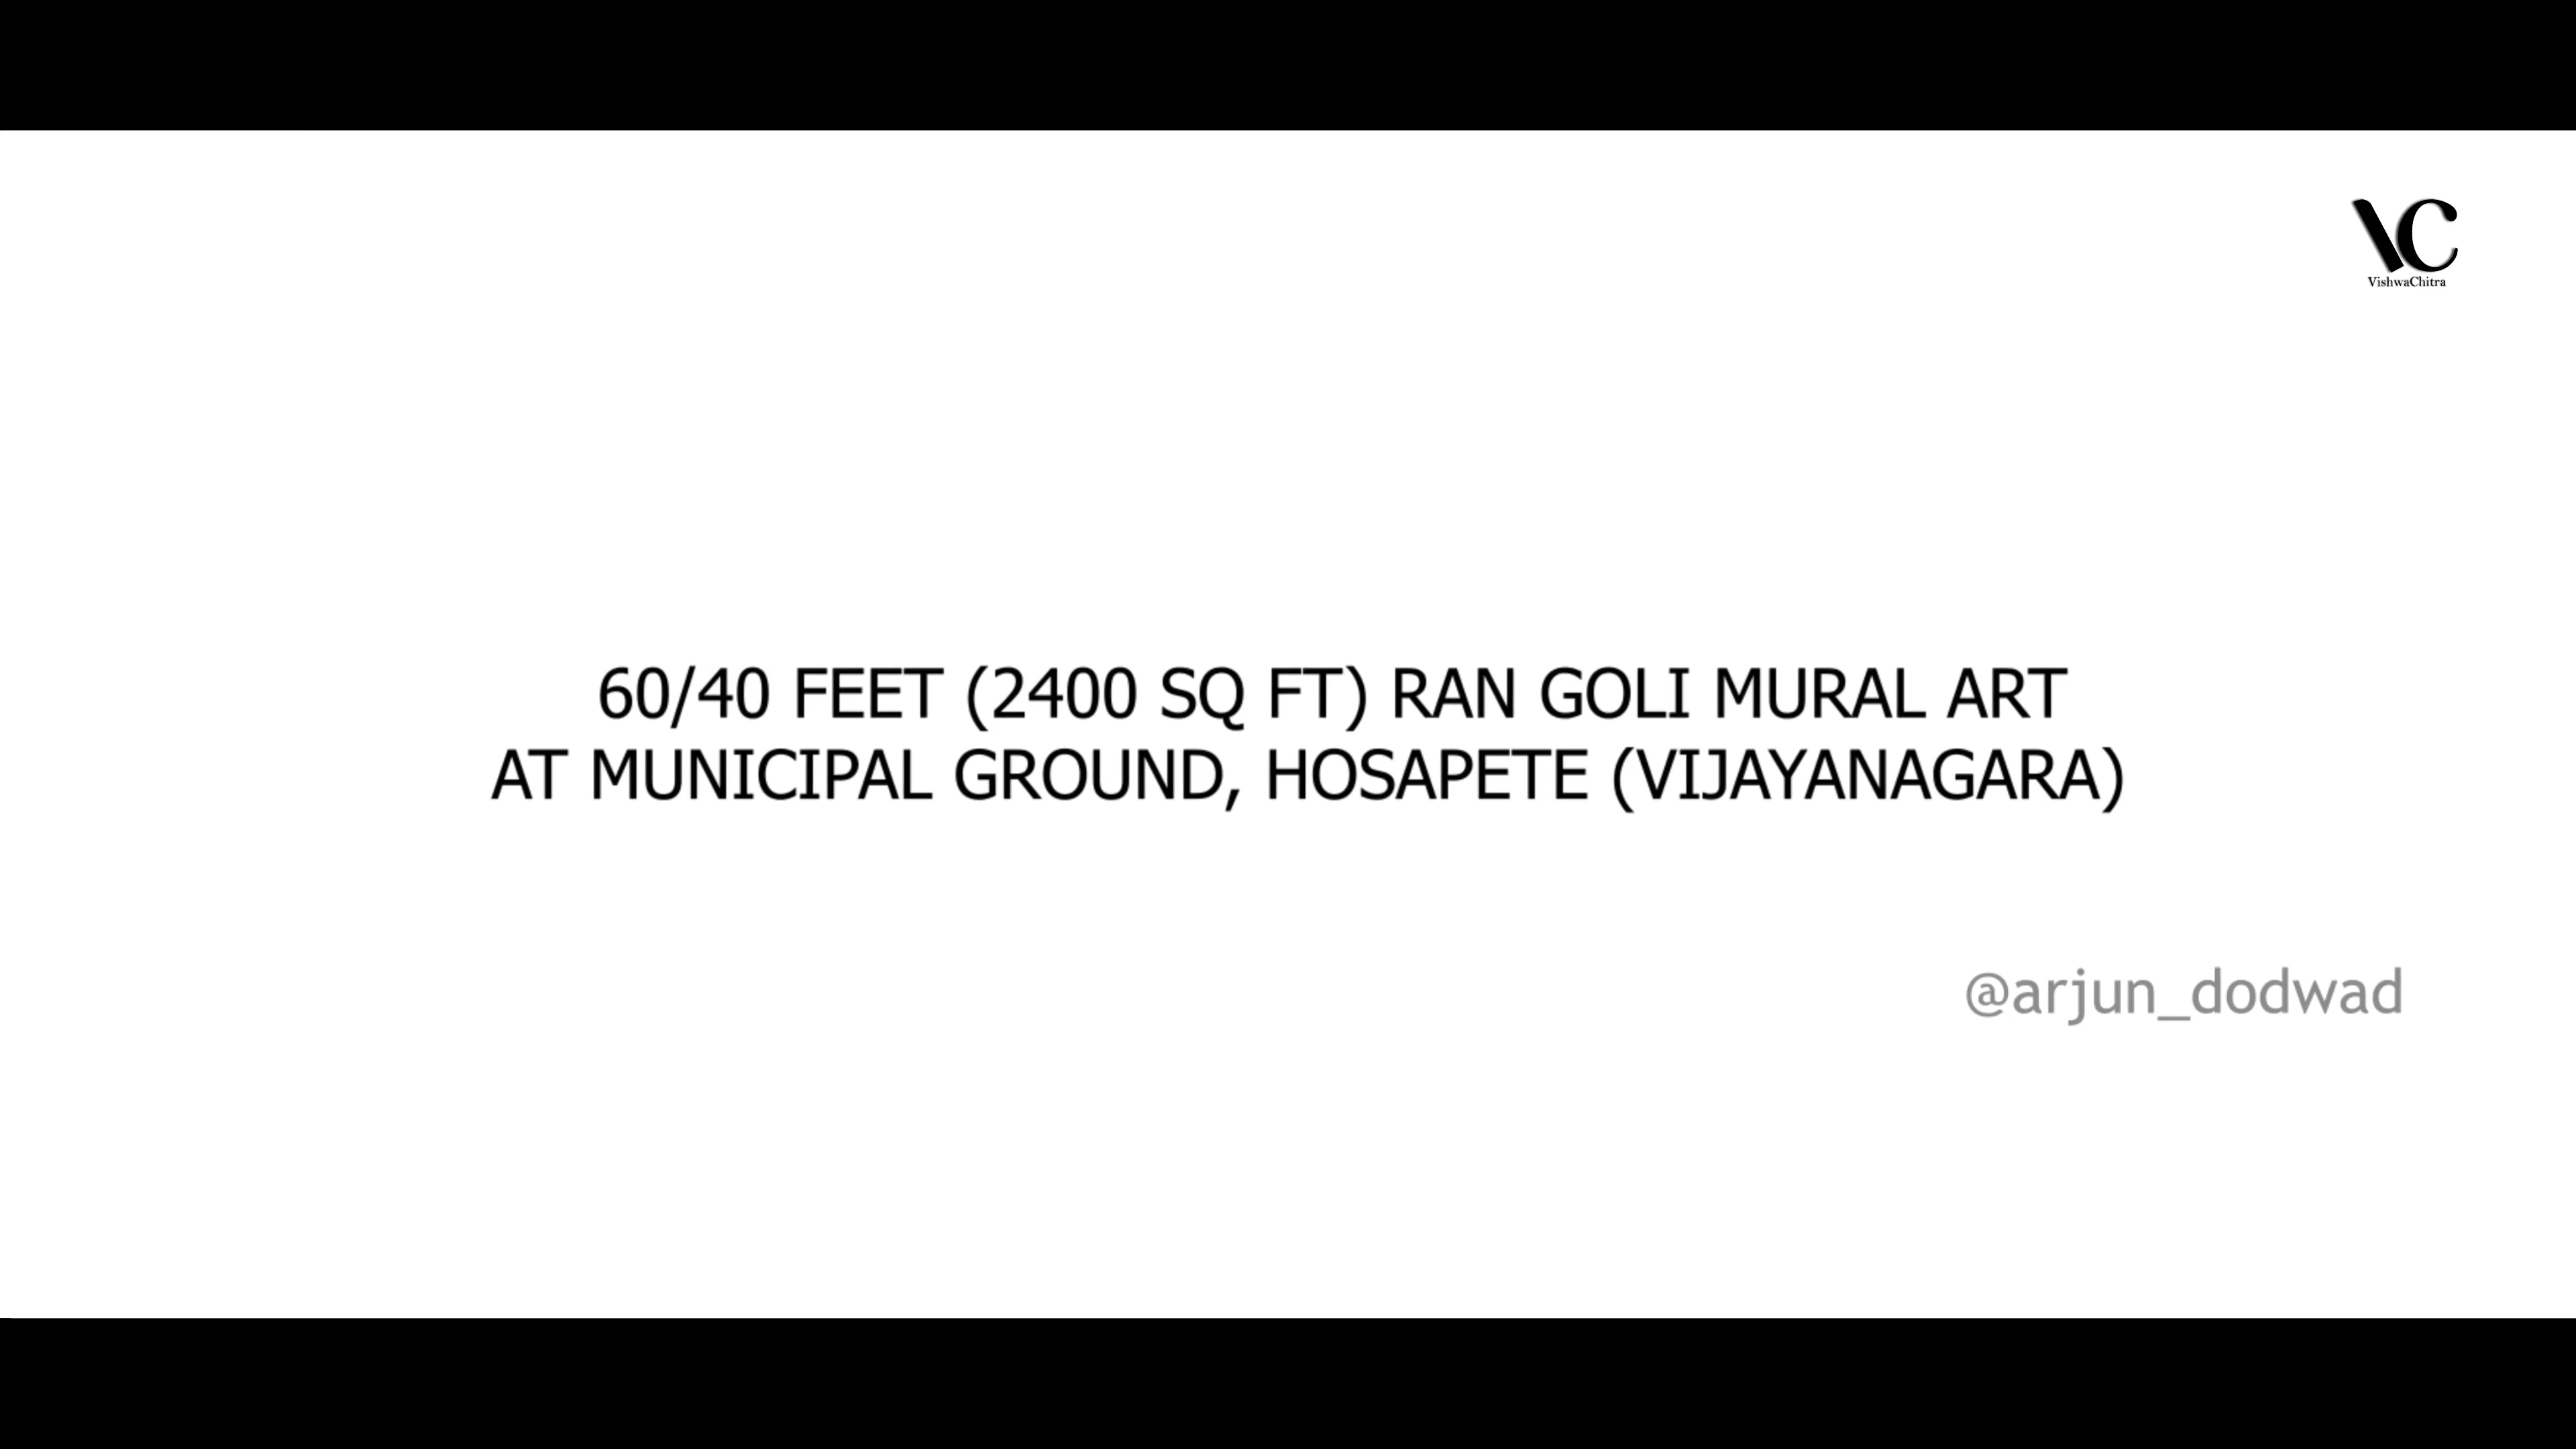 VC
VishwaChitra
60/40 FEET (2400 SQ FT) RAN GOLI MURAL ART
AT MUNICIPAL GROUND, HOSAPETE (VIJAYANAGARA)
@arjun_dodwad